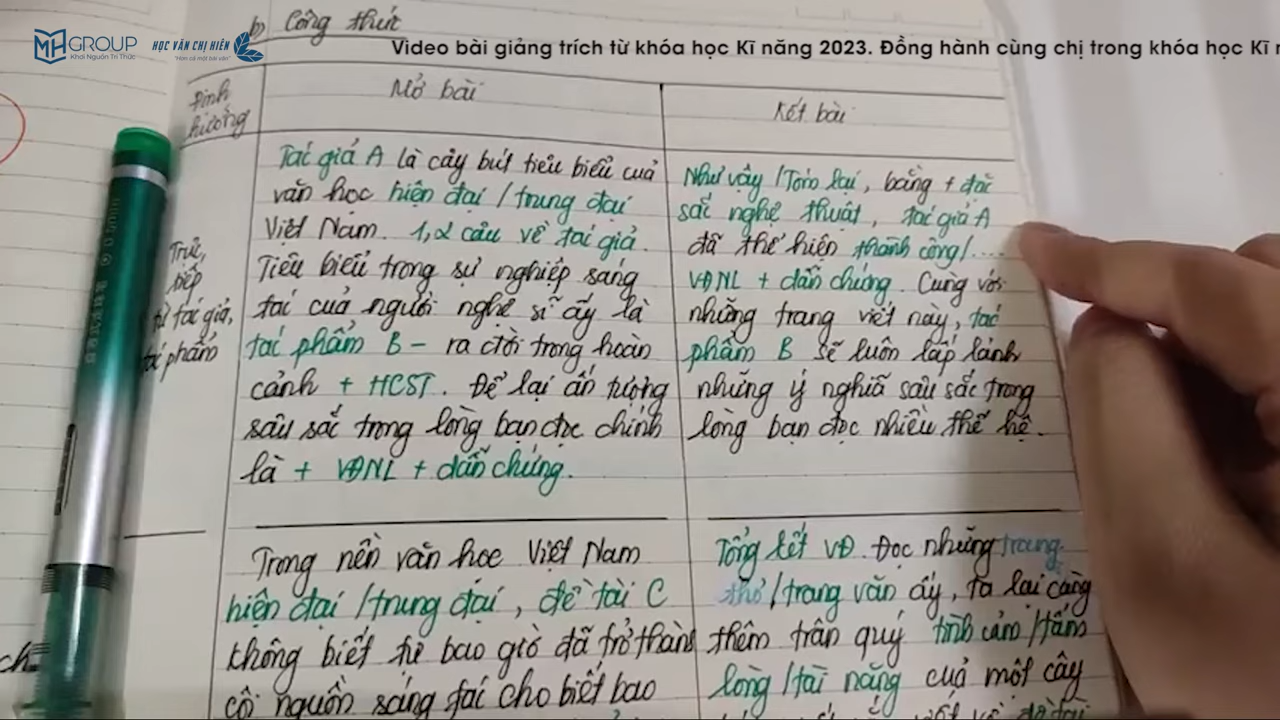 MH GROUP
Khơi Nguồn Tri Thức
HỌC VĂN CHỊ HIÊN
"Hơn cả một bài văn"
Video bài giảng trích từ khóa học Kĩ năng 2023. Đồng hành cùng chị trong khóa học Kĩ
b) Công thức
Định hướng
Mở bài
Kết bài
Trực
tiếp
từ tác giả,
tác phẩm
Tác giả A là cây bút tiêu biểu của
văn học hiện đại / trung đại
Việt Nam. 1,2 câu về tác giả.
Tiêu biểu trong sự nghiệp sáng
tác của người nghệ sĩ ấy là
tác phẩm B - ra đời trong hoàn
cảnh + HCST. Để lại ấn tượng
sâu sắc trong lòng bạn đọc chính
là + VĐNL + dẫn chứng.
Như vậy / Tóm lại, bằng + đặc
sắc nghệ thuật, tác giả A
đã thể hiện thành công/....
VĐNL + dẫn chứng. Cùng với
những trang viết này, tác
phẩm B sẽ luôn lấp lánh
những ý nghĩa sâu sắc trong
lòng bạn đọc nhiều thế hệ.
Trong nền văn học Việt Nam
hiện đại / trung đại, đề tài C
không biết tự bao giờ đã trở thành
cội nguồn sáng tác cho biết bao
Tổng kết VĐ. Đọc những trang
thơ / trang văn ấy, ta lại càng
thêm trân quý tình cảm / tấm
lòng / tài năng của một cây